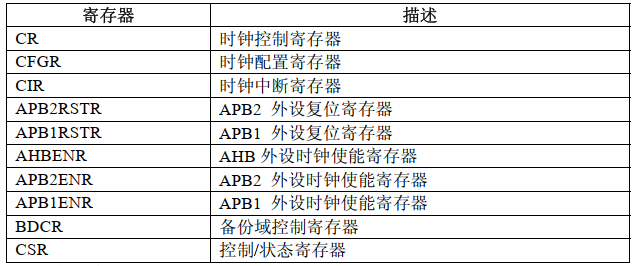 寄存器 描述
CR 时钟控制寄存器
CFGR 时钟配置寄存器
CIR 时钟中断寄存器
APB2RSTR APB2 外设复位寄存器
APB1RSTR APB1 外设复位寄存器
AHBENR AHB 外设时钟使能寄存器
APB2ENR APB2 外设时钟使能寄存器
APB1ENR APB1 外设时钟使能寄存器
BDCR 备份域控制寄存器
CSR 控制/状态寄存器